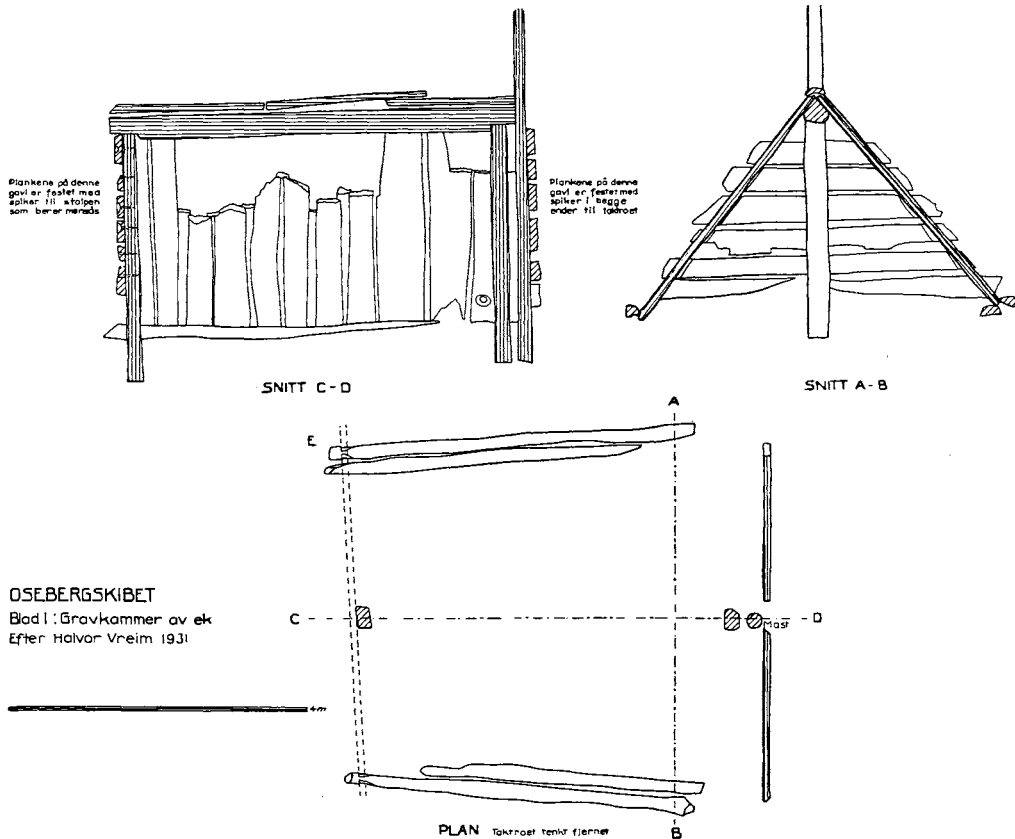 Plankene på denne
gavl er festet med
spiker til stolpen
som bærer mønsås
Plankene på denne
gavl er festet med
spiker i begge
ender til taktroet
SNITT C-D
SNITT A-B
A
E
OSEBERGSKIBET
Blad I: Gravkammer av ek
Efter Halvor Vreim 1931
C
Mast
D
4m
PLAN Taktroet tenkt fjernet
B